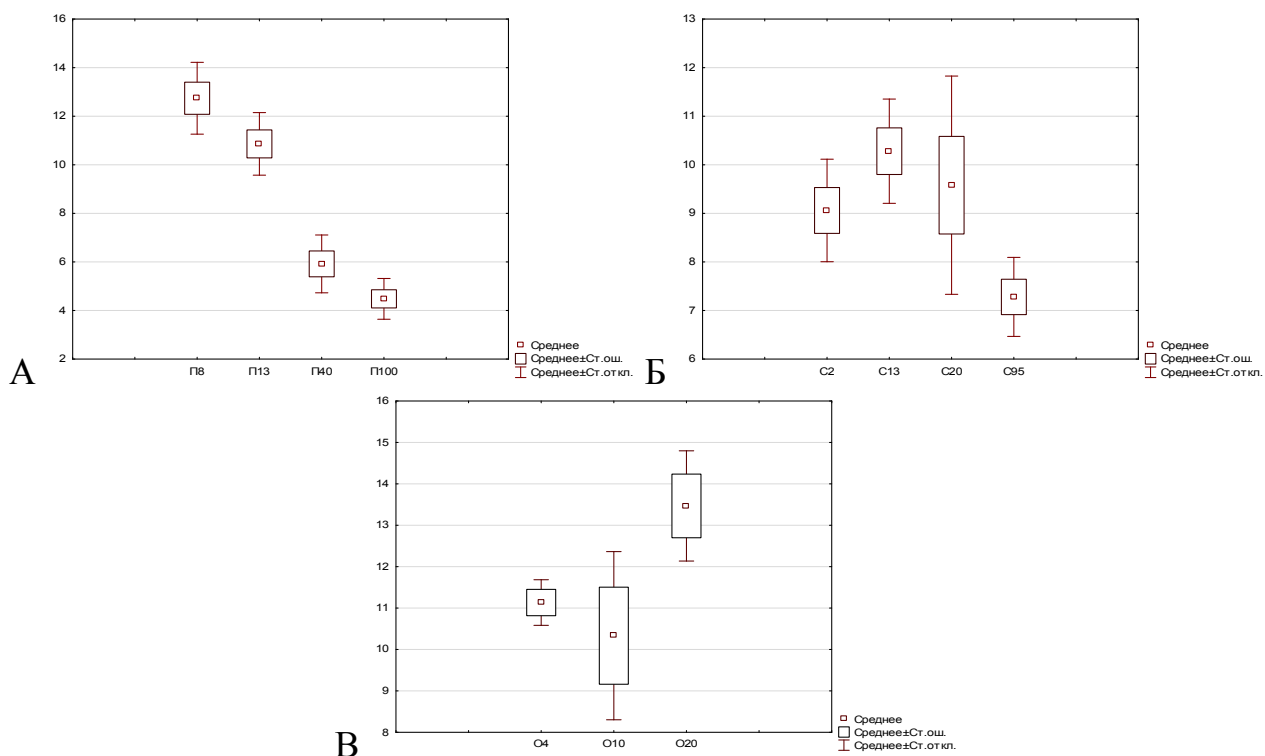 16
14
12
10
8
6
4
2
П8 П13 П40 П100
Среднее
Среднее±Ст.ош.
Среднее±Ст.откл.
А
13
12
11
10
9
8
7
6
С2 С13 С20 С95
Среднее
Среднее±Ст.ош.
Среднее±Ст.откл.
Б
16
15
14
13
12
11
10
9
8
О4 О10 О20
Среднее
Среднее±Ст.ош.
Среднее±Ст.откл.
В